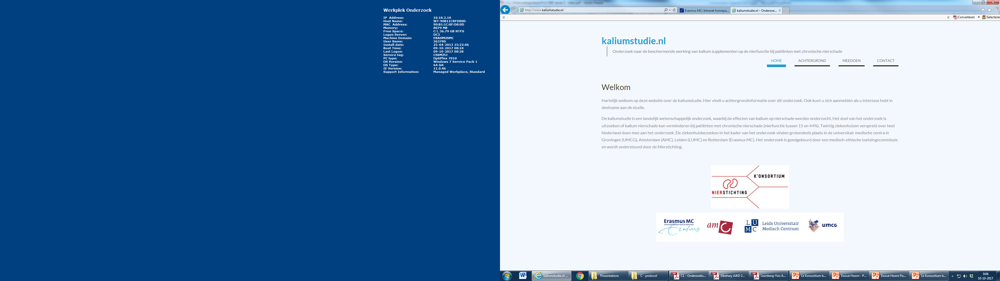 Werkplek Onderzoek
IP Address: 10.18.2.10
Host Name: W7-90B11C8FD80D
MAC Address: 90:B1:1C:8F:D8:0D
Memory: 8079 MB
Free Space: C:\ 36.79 GB NTFS
Logon Server: DC3
Machine Domain: ERASMUSMC
User Name: 363780
Install date: 25-04-2013 15:22:46
Boot Time: 09-10-2017 08:24
Last Logon: 09-10-2017 08:28
Service tag: CS0MJ5J
PC type: OptiPlex 7010
OS Version: Windows 7 Service Pack 1
OS Type: 64-bit
IE Version: 11.0.46
Support Information: Managed Workplace, Standard
http://www.kaliumstudie.nl/
Erasmus MC: Intranet homepa...
kaliumstudie.nl – Onderzoe...
Converteren
Selecteren
kaliumstudie.nl
Onderzoek naar de beschermende werking van kalium supplementen op de nierfunctie bij patiënten met chronische nierschade
HOME ACHTERGROND MEEDOEN CONTACT
Welkom
Hartelijk welkom op deze website over de kaliumstudie. Hier vindt u achtergrondinformatie over dit onderzoek. Ook kunt u zich aanmelden als u interesse hebt in
deelname aan de studie.
De kaliumstudie is een landelijk wetenschappelijk onderzoek, waarbij de effecten van kalium op nierschade worden onderzocht. Het doel van het onderzoek is
uitzoeken of kalium nierschade kan verminderen bij patiënten met chronische nierschade (nierfunctie tussen 15 en 44%). Twintig ziekenhuizen verspreid over heel
Nederland doen mee aan het onderzoek. De ziekenhuisbezoeken in het kader van het onderzoek vinden grotendeels plaats in de universitair medische centra in
Groningen (UMCG), Amsterdam (AMC), Leiden (LUMC) en Rotterdam (Erasmus MC). Het onderzoek is goedgekeurd door een medisch-ethische toetsingscommissie
en wordt ondersteund door de Nierstichting.
K⁺ONSORTIUM
NIERSTICHTING
Erasmus MC
Universitair Medisch Centrum Rotterdam
Erasmus
amC
LUMC
Leids Universitair
Medisch Centrum
umcg
kaliumstudie.nl ...
Presentations
C - protocol
C1 - Onderzoeks...
Elbehary AJKD 2...
Leonberg-Yoo A...
1e Konsortium b...
Ewout Hoorn - P...
Ewout Hoorn Pa...
1e Konsortium b...
9:06
10-10-2017